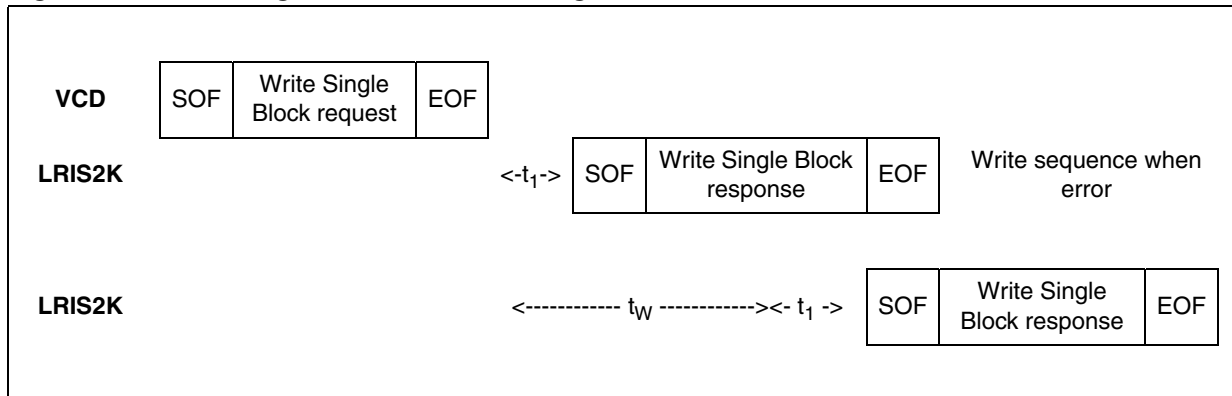 VCD
SOF
Write Single
Block request
EOF
LRIS2K
<-t1->
SOF
Write Single Block
response
EOF
Write sequence when
error
LRIS2K
<------------ tW ------------><- t1 ->
SOF
Write Single
Block response
EOF